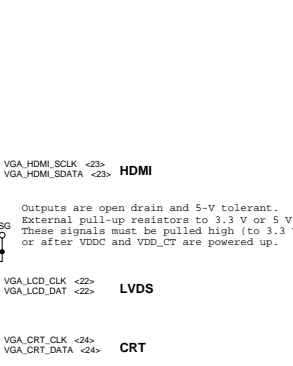 VGA_HDMI_SCLK <23>
VGA_HDMI_SDATA <23>
HDMI
Outputs are open drain and 5-V tolerant.
External pull-up resistors to 3.3 V or 5 V
These signals must be pulled high (to 3.3 V
or after VDDC and VDD_CT are powered up.
SG
VGA_LCD_CLK <22>
VGA_LCD_DAT <22>
LVDS
VGA_CRT_CLK <24>
VGA_CRT_DATA <24>
CRT